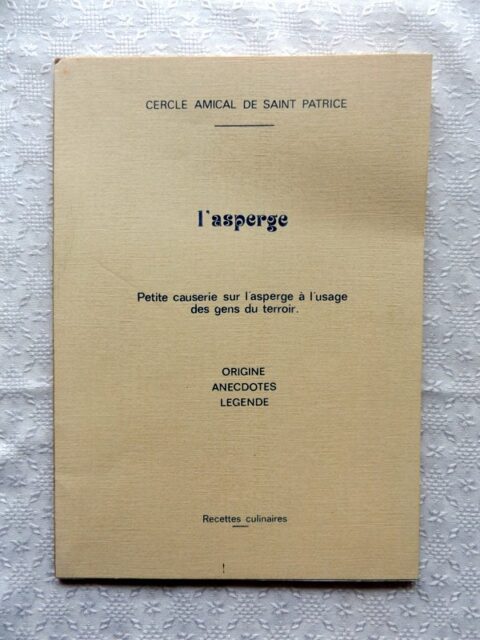 CERCLE AMICAL DE SAINT PATRICE
l'asperge
Petite causerie sur l'asperge à l'usage
des gens du terroir.
ORIGINE
ANECDOTES
LEGENDE
Recettes culinaires